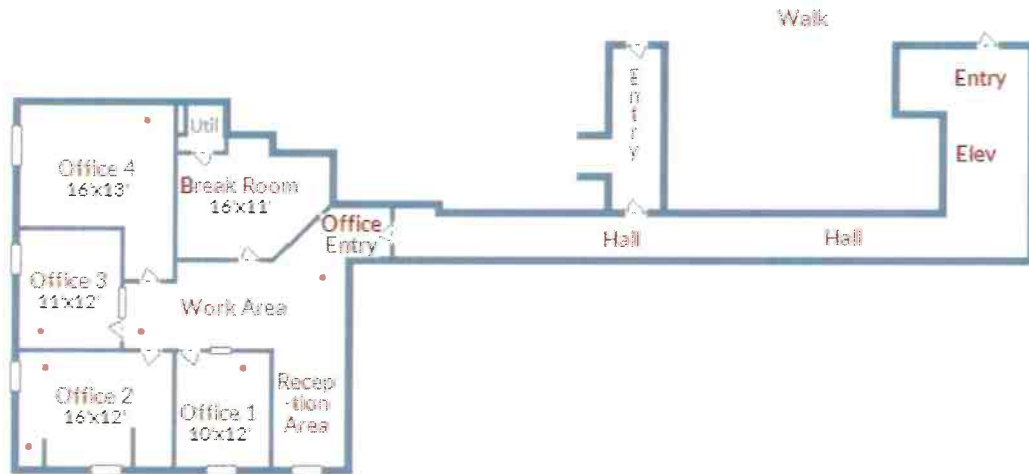 Walk
Entry
Entry
Elev
Util
Office 4
16'x13'
Break Room
16'x11'
Office
Entry
Hall
Hall
Office 3
11'x12'
Work Area
Office 2
16'x12'
Office 1
10'x12'
Recep
-tion
Area